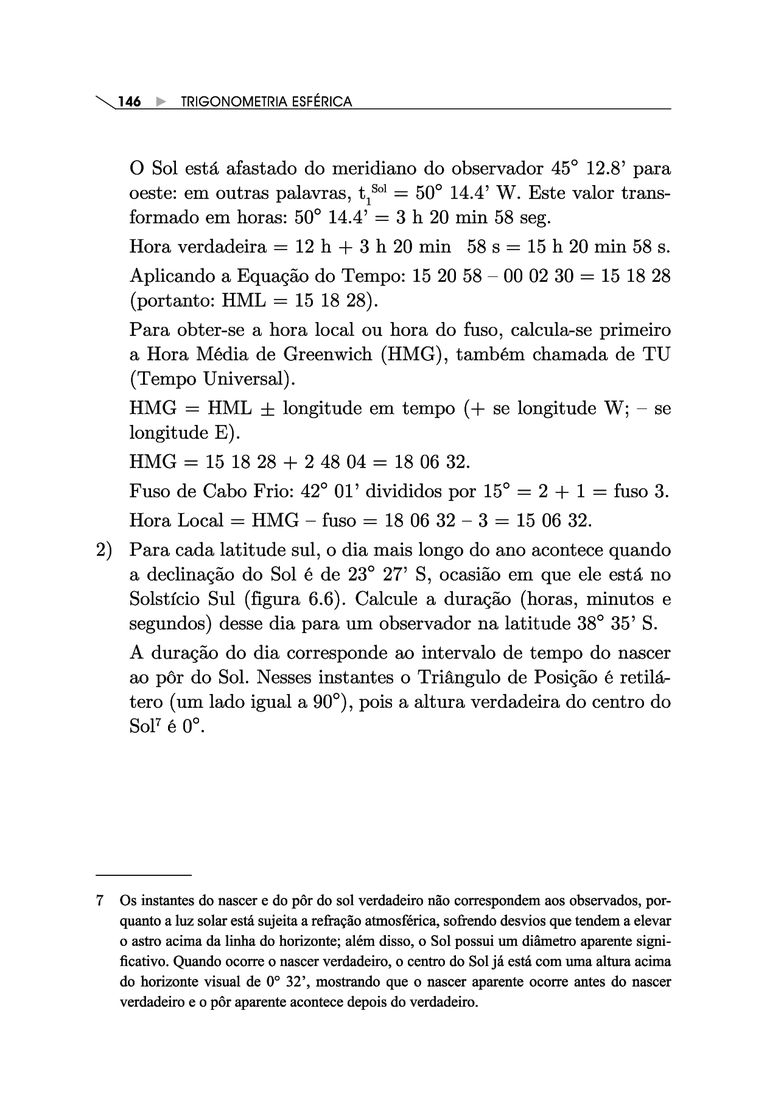 146 ▶ TRIGONOMETRIA ESFÉRICA
O Sol está afastado do meridiano do observador 45° 12.8’ para
oeste: em outras palavras, t₁ˢᵒˡ = 50° 14.4’ W. Este valor trans-
formado em horas: 50° 14.4’ = 3 h 20 min 58 seg.
Hora verdadeira = 12 h + 3 h 20 min 58 s = 15 h 20 min 58 s.
Aplicando a Equação do Tempo: 15 20 58 – 00 02 30 = 15 18 28
(portanto: HML = 15 18 28).
Para obter-se a hora local ou hora do fuso, calcula-se primeiro
a Hora Média de Greenwich (HMG), também chamada de TU
(Tempo Universal).
HMG = HML ± longitude em tempo (+ se longitude W; – se
longitude E).
HMG = 15 18 28 + 2 48 04 = 18 06 32.
Fuso de Cabo Frio: 42° 01’ divididos por 15° = 2 + 1 = fuso 3.
Hora Local = HMG – fuso = 18 06 32 – 3 = 15 06 32.
2) Para cada latitude sul, o dia mais longo do ano acontece quando
a declinação do Sol é de 23° 27’ S, ocasião em que ele está no
Solstício Sul (figura 6.6). Calcule a duração (horas, minutos e
segundos) desse dia para um observador na latitude 38° 35’ S.
A duração do dia corresponde ao intervalo de tempo do nascer
ao pôr do Sol. Nesses instantes o Triângulo de Posição é retilá-
tero (um lado igual a 90°), pois a altura verdadeira do centro do
Sol⁷ é 0°.
7 Os instantes do nascer e do pôr do sol verdadeiro não correspondem aos observados, por-
quanto a luz solar está sujeita a refração atmosférica, sofrendo desvios que tendem a elevar
o astro acima da linha do horizonte; além disso, o Sol possui um diâmetro aparente signi-
ficativo. Quando ocorre o nascer verdadeiro, o centro do Sol já está com uma altura acima
do horizonte visual de 0° 32’, mostrando que o nascer aparente ocorre antes do nascer
verdadeiro e o pôr aparente acontece depois do verdadeiro.